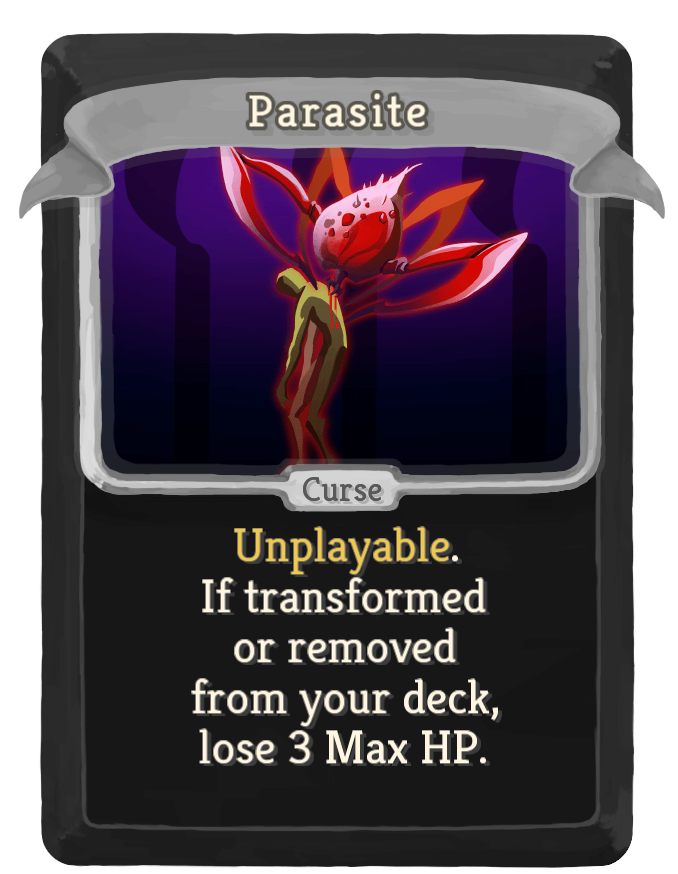 Parasite
Curse
Unplayable.
If transformed
or removed
from your deck,
lose 3 Max HP.